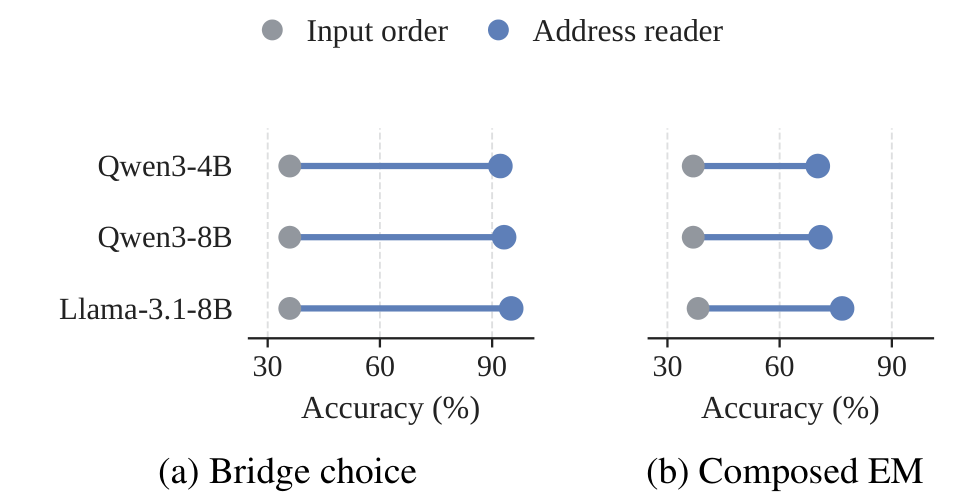 Input order Address reader
Qwen3-4B
Qwen3-8B
Llama-3.1-8B
30 60 90 30 60 90
Accuracy (%) Accuracy (%)
(a) Bridge choice (b) Composed EM